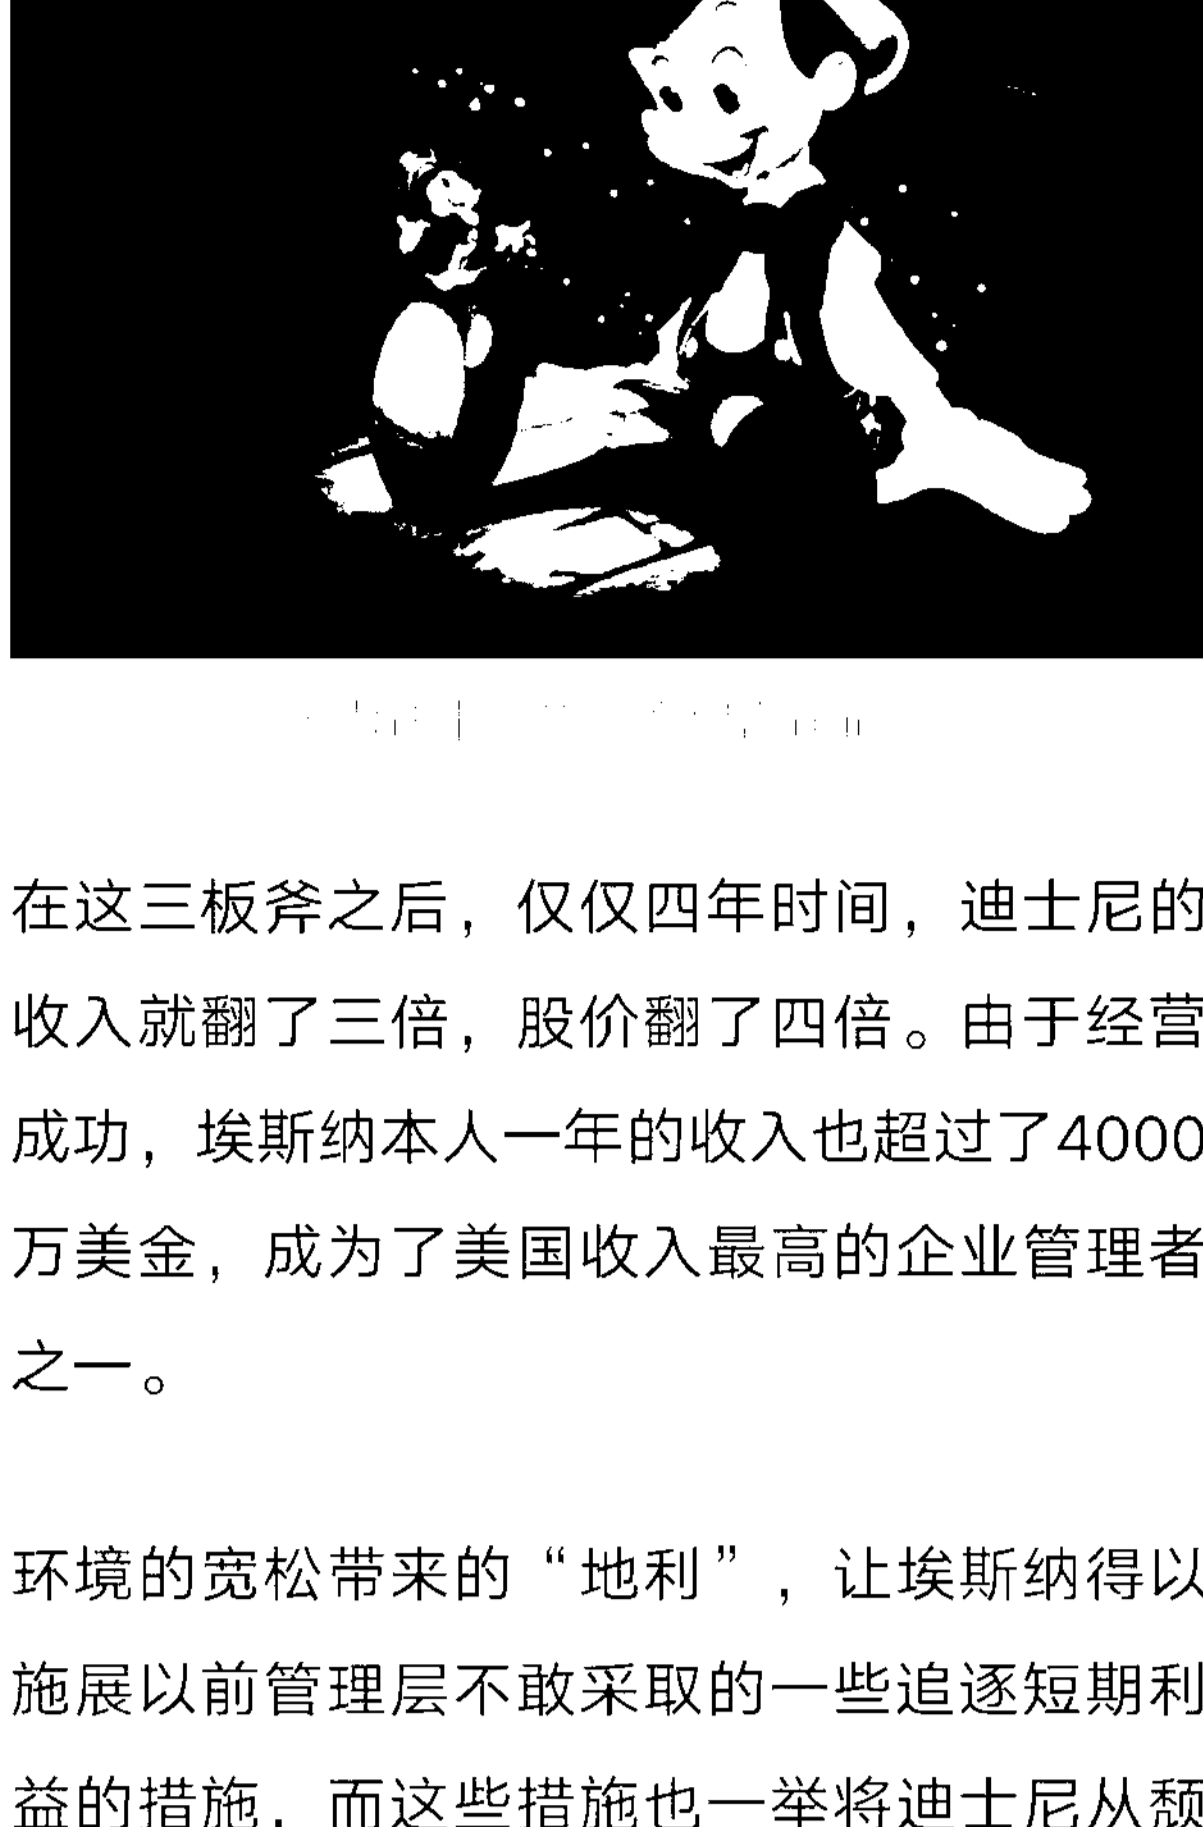 在这三板斧之后，仅仅四年时间，迪士尼的
收入就翻了三倍，股价翻了四倍。由于经营
成功，埃斯纳本人一年的收入也超过了4000
万美金，成为了美国收入最高的企业管理者
之一。
环境的宽松带来的“地利”，让埃斯纳得以
施展以前管理层不敢采取的一些追逐短期利
益的措施，而这些措施也一举将迪士尼从颓